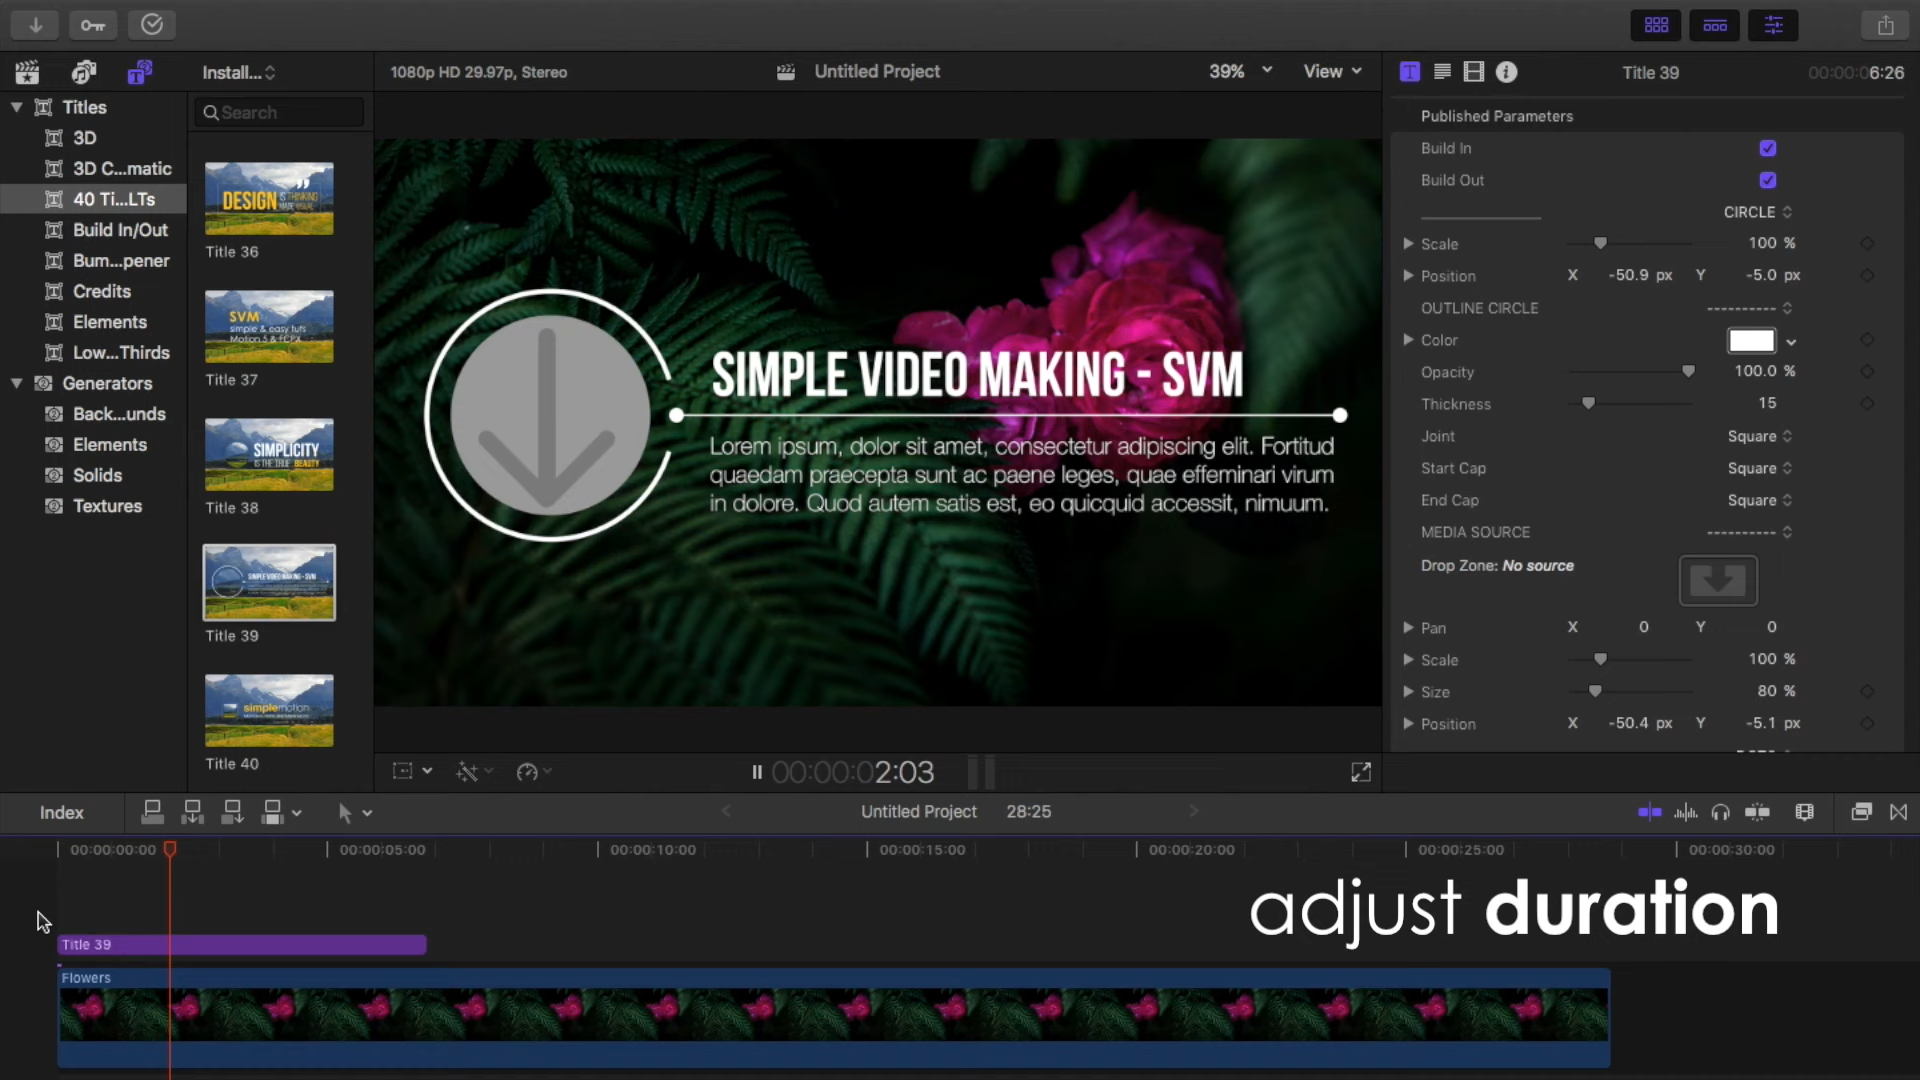 Install...
1080p HD 29.97p, Stereo
Untitled Project
39%
View
Title 39
00:00:06:26
Titles
3D
3D C...matic
40 Ti...LTs
Build In/Out
Bum...pener
Credits
Elements
Low...Thirds
Generators
Back...unds
Elements
Solids
Textures
Search
DESIGN IS THINKING
MADE VISUAL
Title 36
SVM
simple & easy tuts
Motion 5 & FCPX
Title 37
SIMPLICITY
IS THE TRUE BEAUTY
Title 38
SIMPLE VIDEO MAKING - SVM
Title 39
simplemotion
Title 40
SIMPLE VIDEO MAKING - SVM
Lorem ipsum, dolor sit amet, consectetur adipiscing elit. Fortitud
quaedam praecepta sunt ac paene leges, quae effeminari virum
in dolore. Quod autem satis est, eo quicquid accessit, nimuum.
Published Parameters
Build In
Build Out
CIRCLE
Scale 100 %
Position X -50.9 px Y -5.0 px
OUTLINE CIRCLE ----------
Color
Opacity 100.0 %
Thickness 15
Joint Square
Start Cap Square
End Cap Square
MEDIA SOURCE ----------
Drop Zone: No source
Pan X 0 Y 0
Scale 100 %
Size 80 %
Position X -50.4 px Y -5.1 px
00:00:02:03
Index
Untitled Project 28:25
00:00:00:00
00:00:05:00
00:00:10:00
00:00:15:00
00:00:20:00
00:00:25:00
00:00:30:00
adjust duration
Title 39
Flowers